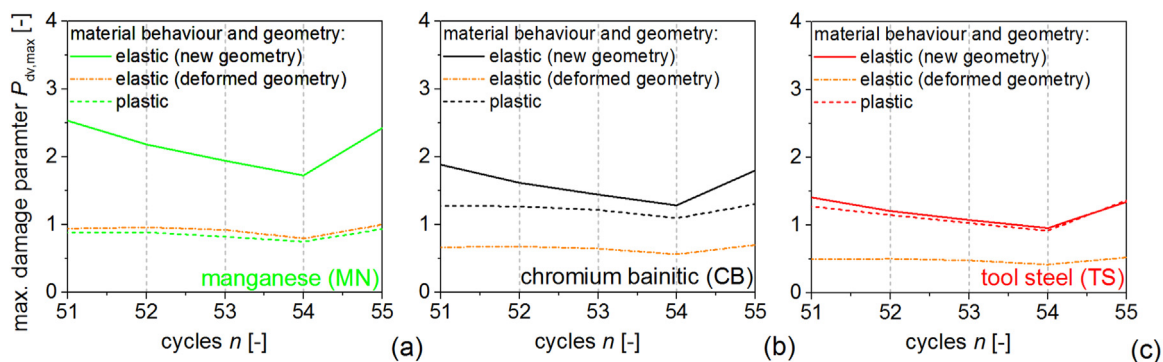 max. damage paramter P_dv,max [-]
4
3
2
1
0
material behaviour and geometry:
elastic (new geometry)
elastic (deformed geometry)
plastic
manganese (MN)
51 52 53 54 55
cycles n [-]
(a)
4
3
2
1
0
material behaviour and geometry:
elastic (new geometry)
elastic (deformed geometry)
plastic
chromium bainitic (CB)
51 52 53 54 55
cycles n [-]
(b)
4
3
2
1
0
material behaviour and geometry:
elastic (new geometry)
elastic (deformed geometry)
plastic
tool steel (TS)
51 52 53 54 55
cycles n [-]
(c)